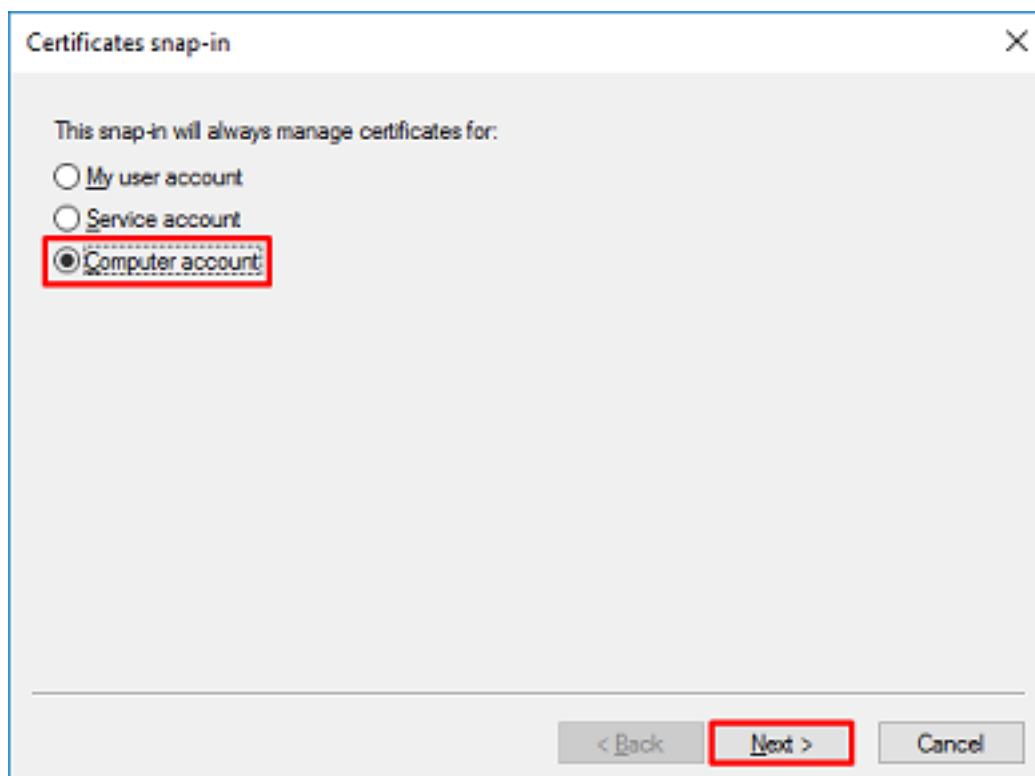 Certificates snap-in
This snap-in will always manage certificates for:
My user account
Service account
Computer account
< Back
Next >
Cancel